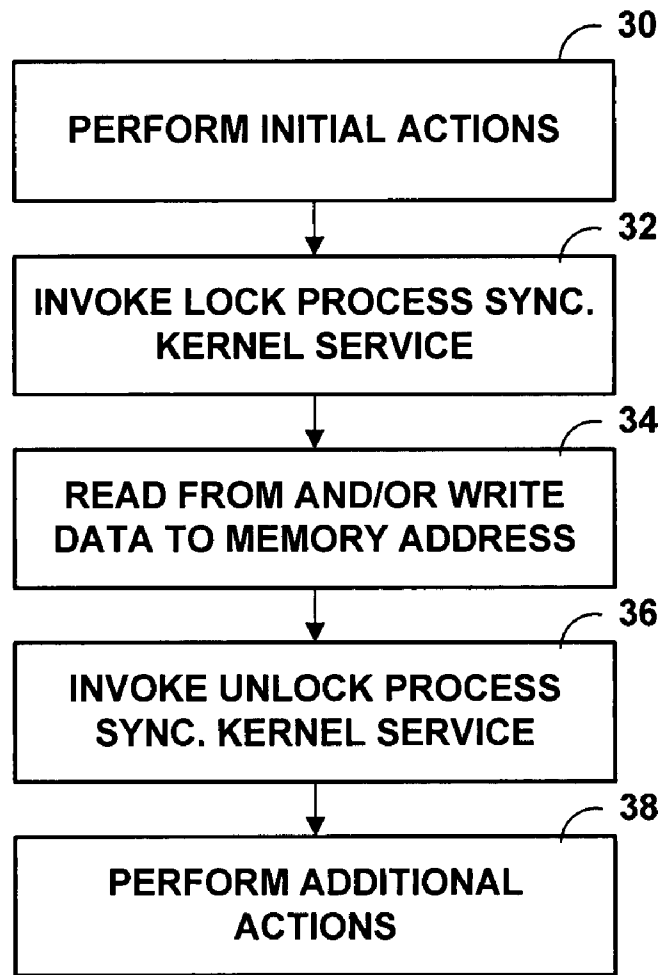 30
PERFORM INITIAL ACTIONS
32
INVOKE LOCK PROCESS SYNC.
KERNEL SERVICE
34
READ FROM AND/OR WRITE
DATA TO MEMORY ADDRESS
36
INVOKE UNLOCK PROCESS
SYNC. KERNEL SERVICE
38
PERFORM ADDITIONAL
ACTIONS